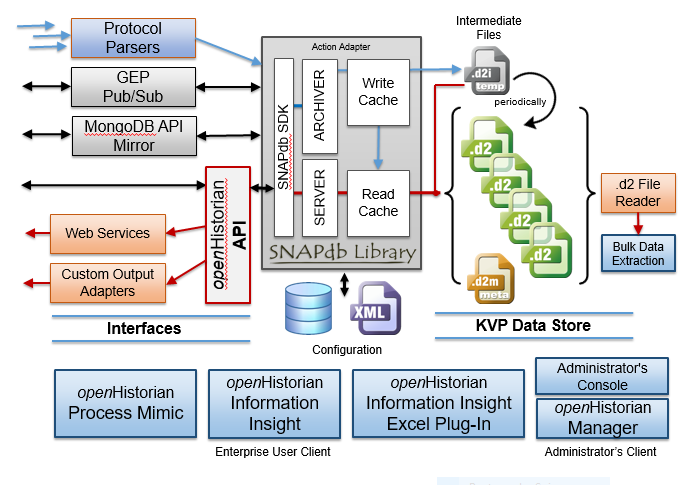 Protocol
Parsers
GEP
Pub/Sub
MongoDB API
Mirror
openHistorian
API
Web Services
Custom Output
Adapters
Interfaces
Action Adapter
SNAPdb SDK
ARCHIVER
SERVER
Write
Cache
Read
Cache
SNAPdb Library
XML
Configuration
Intermediate
Files
.d2i
temp
periodically
.d2
.d2
.d2
.d2
.d2m
meta
KVP Data Store
.d2 File
Reader
Bulk Data
Extraction
openHistorian
Process Mimic
openHistorian
Information
Insight
Enterprise User Client
openHistorian
Information Insight
Excel Plug-In
Administrator's
Console
openHistorian
Manager
Administrator's Client